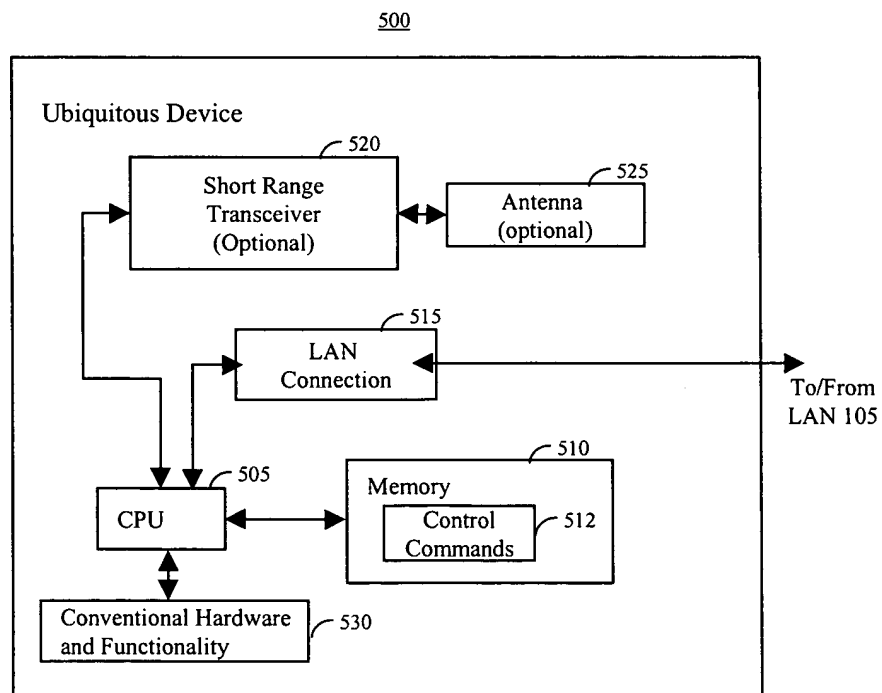 500
Ubiquitous Device
520
Short Range
Transceiver
(Optional)
525
Antenna
(optional)
515
LAN
Connection
To/From
LAN 105
505
CPU
510
Memory
Control
Commands
512
Conventional Hardware
and Functionality
530